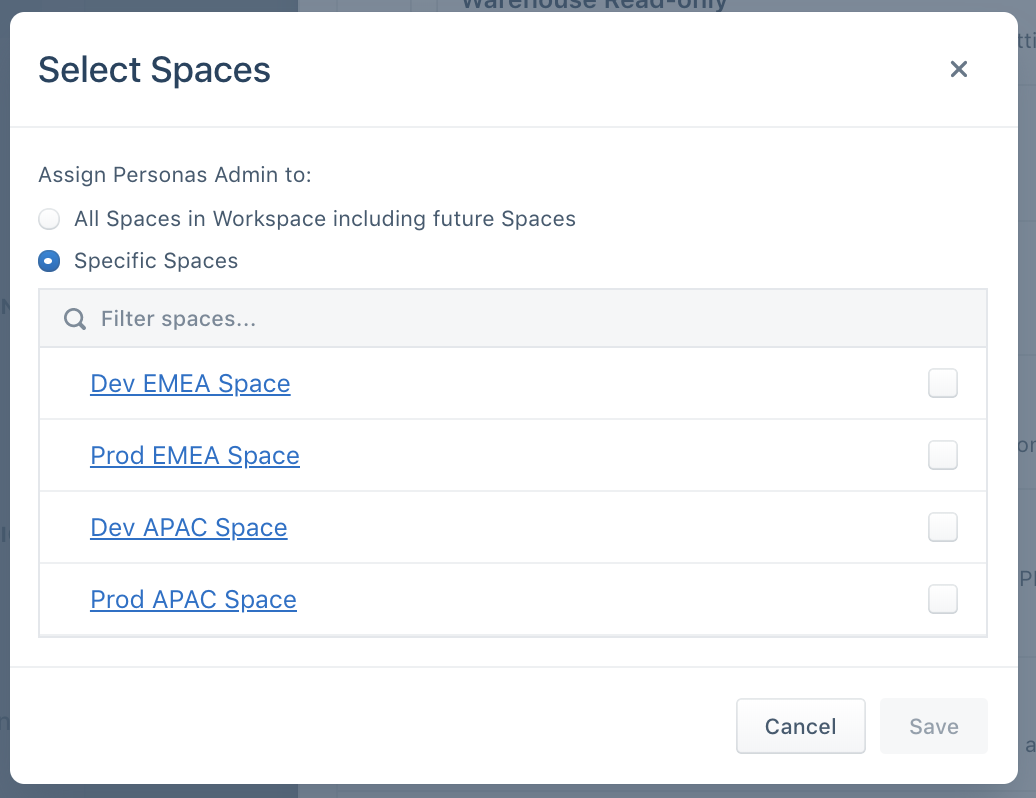 Warehouse Read-only
Select Spaces
Assign Personas Admin to:
All Spaces in Workspace including future Spaces
Specific Spaces
Filter spaces...
Dev EMEA Space
Prod EMEA Space
Dev APAC Space
Prod APAC Space
Cancel
Save